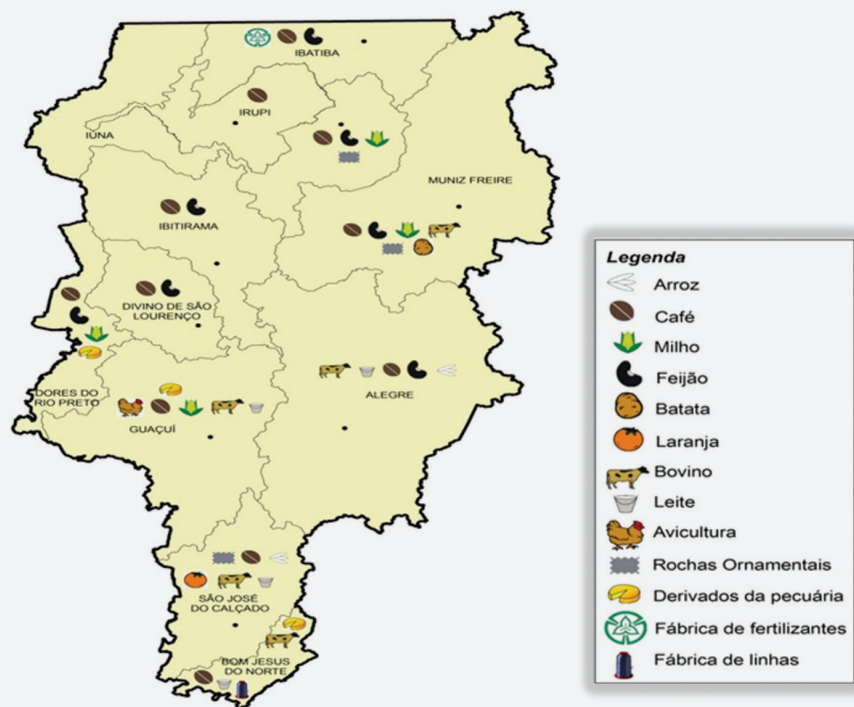 IBATIBA
IRUPI
IÚNA
MUNIZ FREIRE
IBITIRAMA
DIVINO DE SÃO
LOURENÇO
DORES DO
RIO PRETO
ALEGRE
GUAÇUÍ
SÃO JOSÉ
DO CALÇADO
BOM JESUS
DO NORTE
Legenda
Arroz
Café
Milho
Feijão
Batata
Laranja
Bovino
Leite
Avicultura
Rochas Ornamentais
Derivados da pecuária
Fábrica de fertilizantes
Fábrica de linhas